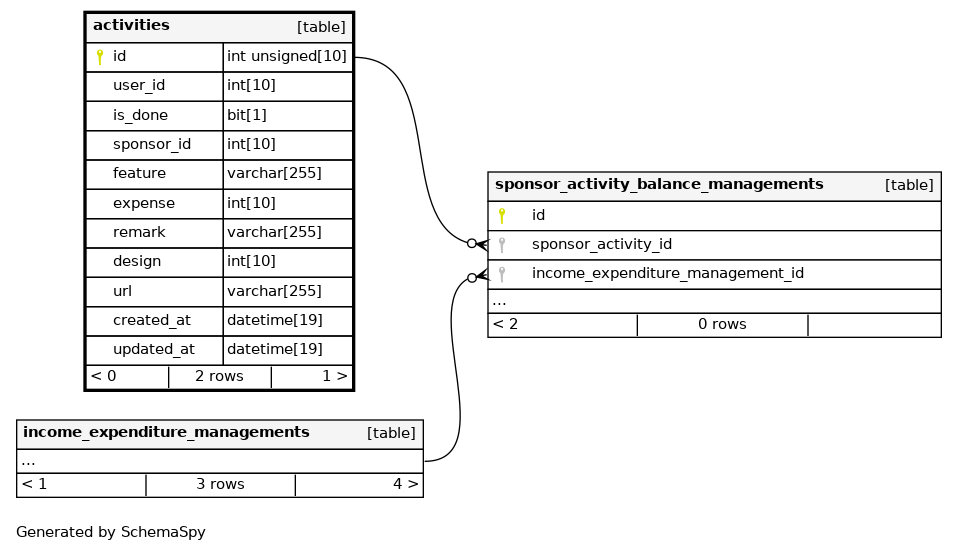 activities [table]
id int unsigned[10]
user_id int[10]
is_done bit[1]
sponsor_id int[10]
feature varchar[255]
expense int[10]
remark varchar[255]
design int[10]
url varchar[255]
created_at datetime[19]
updated_at datetime[19]
< 0 2 rows 1 >
sponsor_activity_balance_managements [table]
id
sponsor_activity_id
income_expenditure_management_id
...
< 2 0 rows
income_expenditure_managements [table]
...
< 1 3 rows 4 >
Generated by SchemaSpy